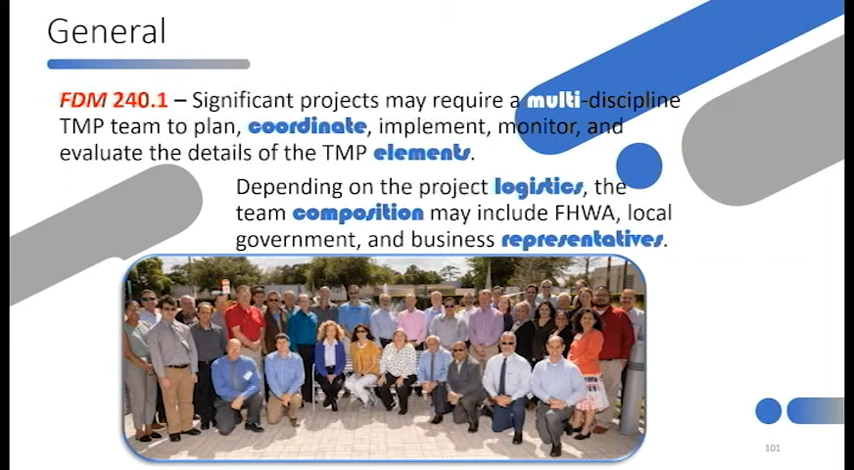 General
FDM 240.1 – Significant projects may require a multi-discipline
TMP team to plan, coordinate, implement, monitor, and
evaluate the details of the TMP elements.
Depending on the project logistics, the
team composition may include FHWA, local
government, and business representatives.
101